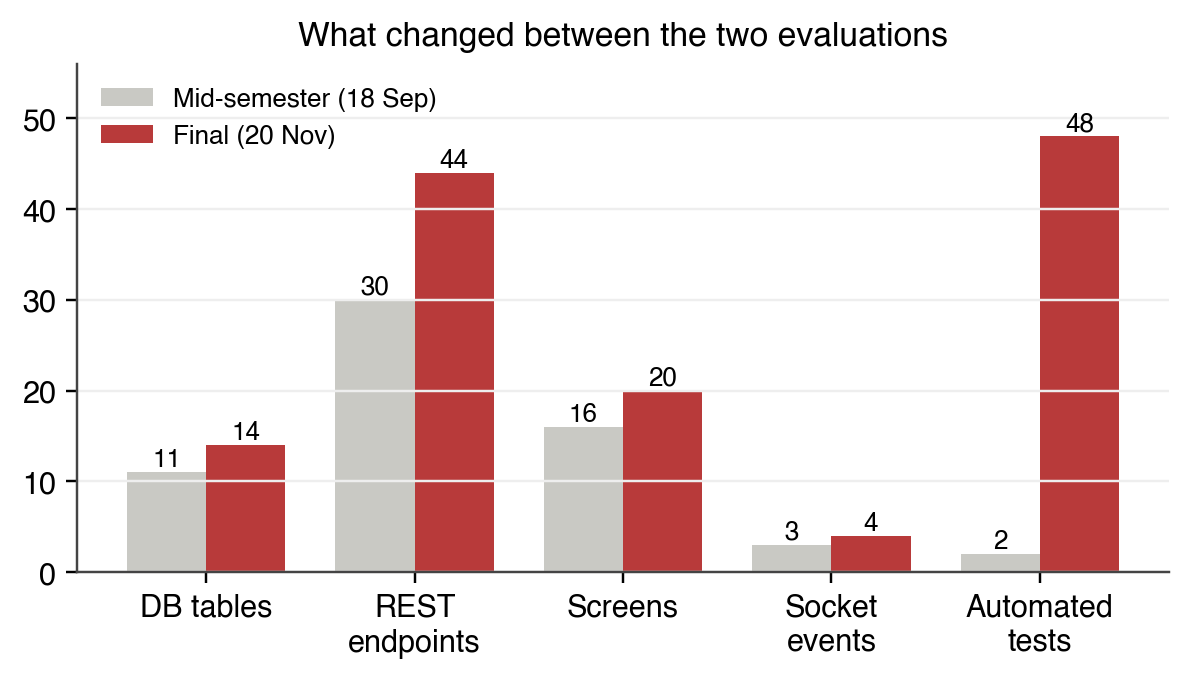 What changed between the two evaluations
Mid-semester (18 Sep)
Final (20 Nov)
50
40
30
20
10
0
11
14
30
44
16
20
3
4
2
48
DB tables
REST
endpoints
Screens
Socket
events
Automated
tests